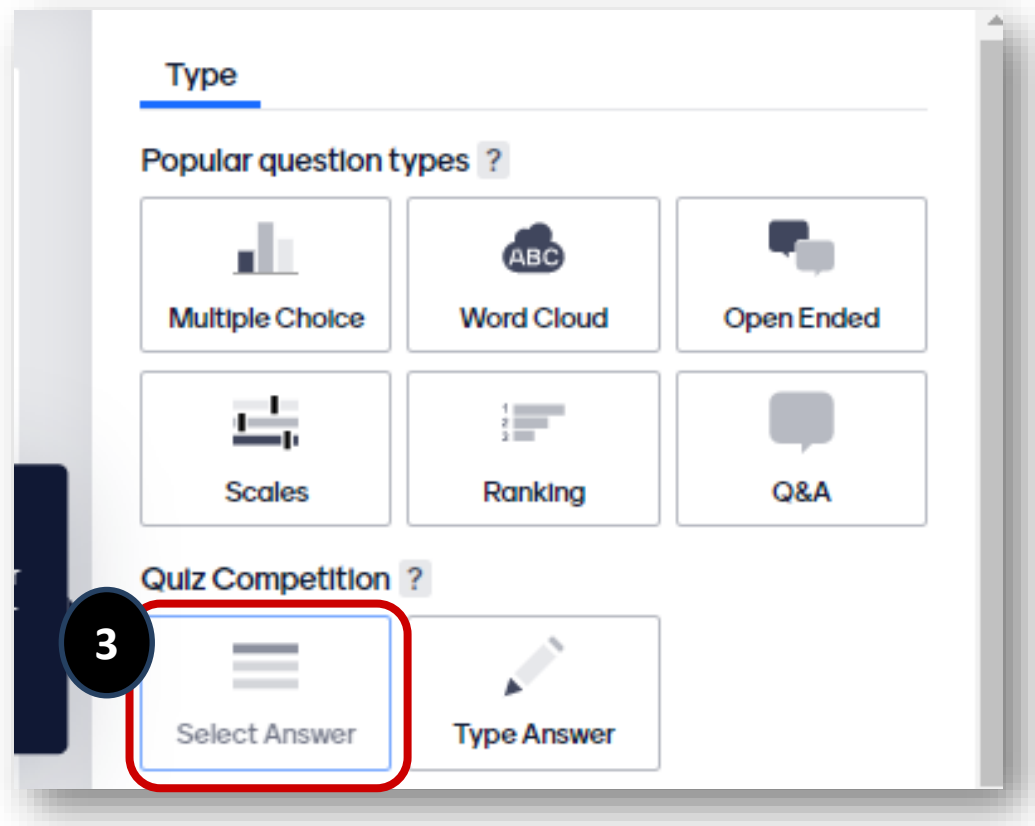 Type
Popular question types ?
ABC
Multiple Choice
Word Cloud
Open Ended
1
2
3
Scales
Ranking
Q&A
r
Quiz Competition ?
3
Select Answer
Type Answer